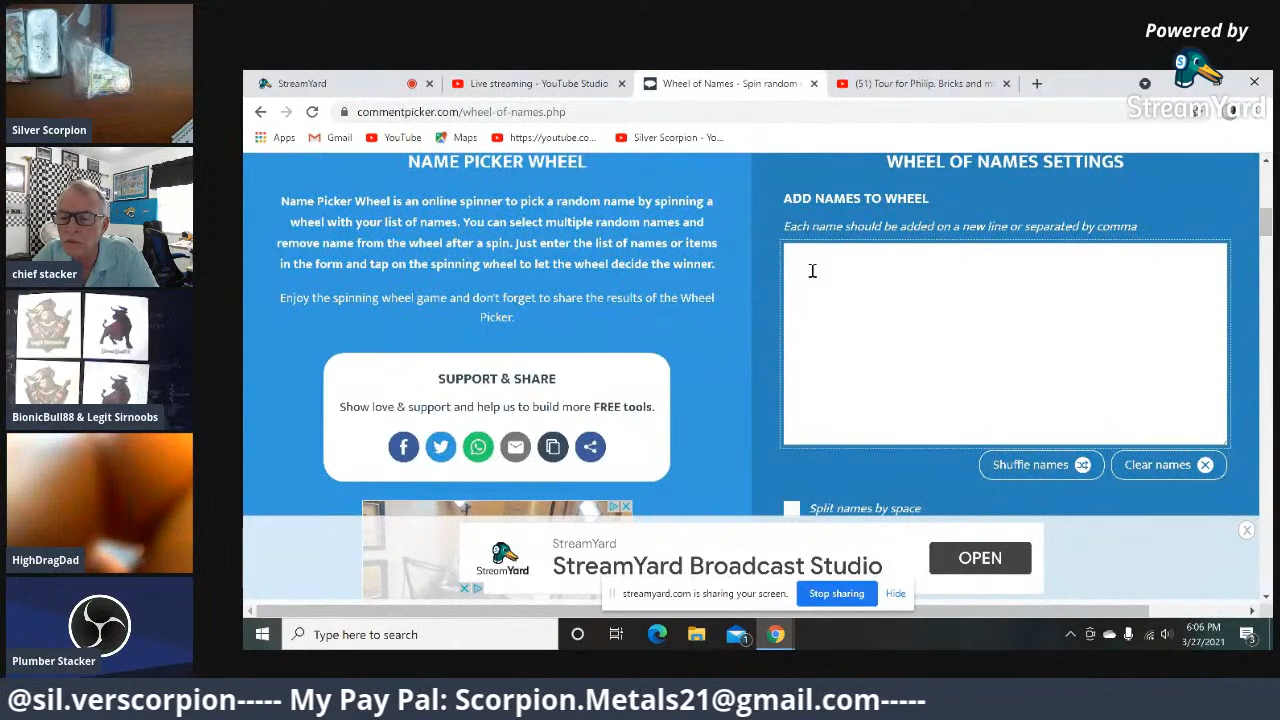 Powered by
StreamYard
Silver Scorpion
chief stacker
Legit Sirnoobs
BionicBull88 & Legit Sirnoobs
HighDragDad
Plumber Stacker
StreamYard
Live streaming - YouTube Studio
Wheel of Names - Spin random
(51) Tour for Philip. Bricks and m
commentpicker.com/wheel-of-names.php
Apps
Gmail
YouTube
Maps
https://youtube.co...
Silver Scorpion - Yo...
NAME PICKER WHEEL
Name Picker Wheel is an online spinner to pick a random name by spinning a
wheel with your list of names. You can select multiple random names and
remove name from the wheel after a spin. Just enter the list of names or items
in the form and tap on the spinning wheel to let the wheel decide the winner.
Enjoy the spinning wheel game and don't forget to share the results of the Wheel
Picker.
SUPPORT & SHARE
Show love & support and help us to build more FREE tools.
WHEEL OF NAMES SETTINGS
ADD NAMES TO WHEEL
Each name should be added on a new line or separated by comma
Shuffle names
Clear names
Split names by space
StreamYard
StreamYard
StreamYard Broadcast Studio
OPEN
streamyard.com is sharing your screen.
Stop sharing
Hide
Type here to search
1
6:06 PM
3/27/2021
3
@sil.verscorpion----- My Pay Pal: Scorpion.Metals21@gmail.com-----